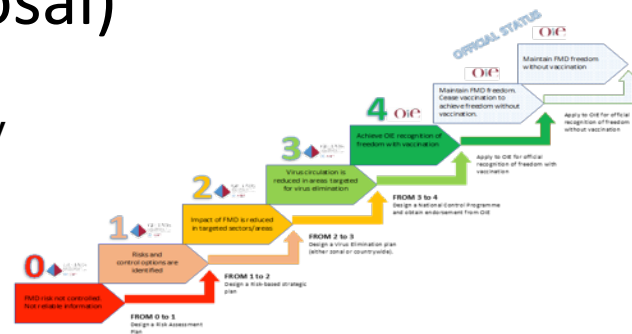 osal)
OFFICIAL STATUS
OIE
Maintain FMD freedom
without vaccination
OIE
Maintain FMD freedom.
Cease vaccination to
achieve freedom without
vaccination.
Apply to OIE for official
recognition of freedom
without vaccination
4 OIE
Achieve OIE recognition of
freedom with vaccination
Apply to OIE for official
recognition of freedom with
vaccination
3
Virus circulation is
reduced in areas targeted
for virus elimination
FROM 3 to 4
Design a National Control Programme
and obtain endorsement from OIE
2
Impact of FMD is reduced
in targeted sectors/areas
FROM 2 to 3
Design a Virus Elimination plan
(either zonal or countrywide).
1
Risks and
control options are
identified
FROM 1 to 2
Design a Risk-based strategic
plan
0
FMD risk not controlled.
Not reliable information
FROM 0 to 1
Design a Risk Assessment
Plan